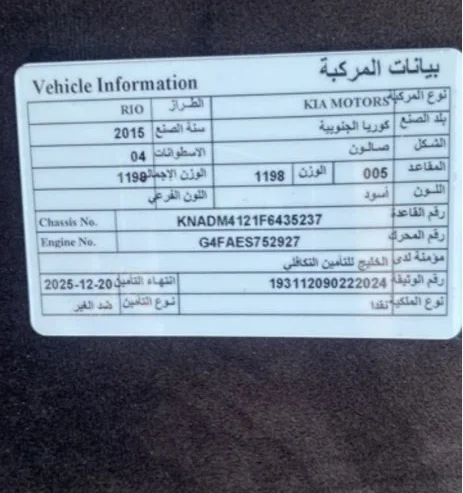 بيانات المركبة Vehicle Information
نوع المركبة KIA MOTORS الطراز RIO
بلد الصنع كوريا الجنوبية سنة الصنع 2015
الشكل صالون الاسطوانات 04
المقاعد 005 الوزن 1198 الوزن الإجمالي 1198
اللون أسود اللون الفرعي
رقم القاعدة KNADM4121F6435237 Chassis No.
رقم المحرك G4FAES752927 Engine No.
مؤمنة لدى الخليج للتأمين التكافلي
رقم الوثيقة 193112090222024 انتهاء التأمين 2025-12-20
نوع الملكية نقدا نوع التأمين ضد الغير